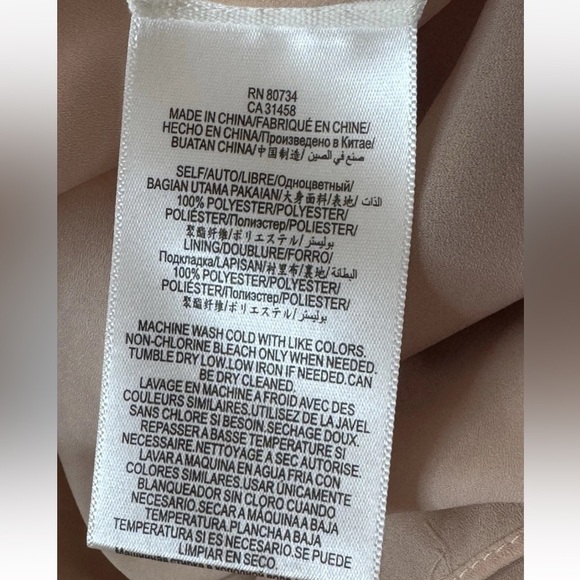 RN 80734
CA 31458
MADE IN CHINA/FABRIQUÉ EN CHINE/
HECHO EN CHINA/Произведено в Китае/
BUATAN CHINA/中国制造/ صنع في الصين/
SELF/AUTO/LIBRE/Одноцветный/
BAGIAN UTAMA PAKAIAN/大身面料/表地/ الذات/
100% POLYESTER/POLYESTER/
POLIÉSTER/Полиэстер/POLIESTER/
聚酯纤维/ポリエステル/ بوليستر/
LINING/DOUBLURE/FORRO/
Подкладка/LAPISAN/村里布/裏地/ البطانة/
100% POLYESTER/POLYESTER/
POLIÉSTER/Полиэстер/POLIESTER/
聚酯纤维/ポリエステル/ بوليستر/
MACHINE WASH COLD WITH LIKE COLORS.
NON-CHLORINE BLEACH ONLY WHEN NEEDED.
TUMBLE DRY LOW.LOW IRON IF NEEDED.CAN
BE DRY CLEANED.
LAVAGE EN MACHINE A FROID AVEC DES
COULEURS SIMILAIRES.UTILISEZ DE LA JAVEL
SANS CHLORE SI BESOIN.SECHAGE DOUX.
REPASSER A BASSE TEMPERATURE SI
NECESSAIRE.NETTOYAGE A SEC AUTORISE.
LAVAR A MAQUINA EN AGUA FRIA CON
COLORES SIMILARES.USAR ÚNICAMENTE
BLANQUEADOR SIN CLORO CUANDO
NECESARIO.SECAR A MÁQUINA A BAJA
TEMPERATURA.PLANCHA A BAJA
TEMPERATURA SI ES NECESARIO.SE PUEDE
LIMPIAR EN SECO.